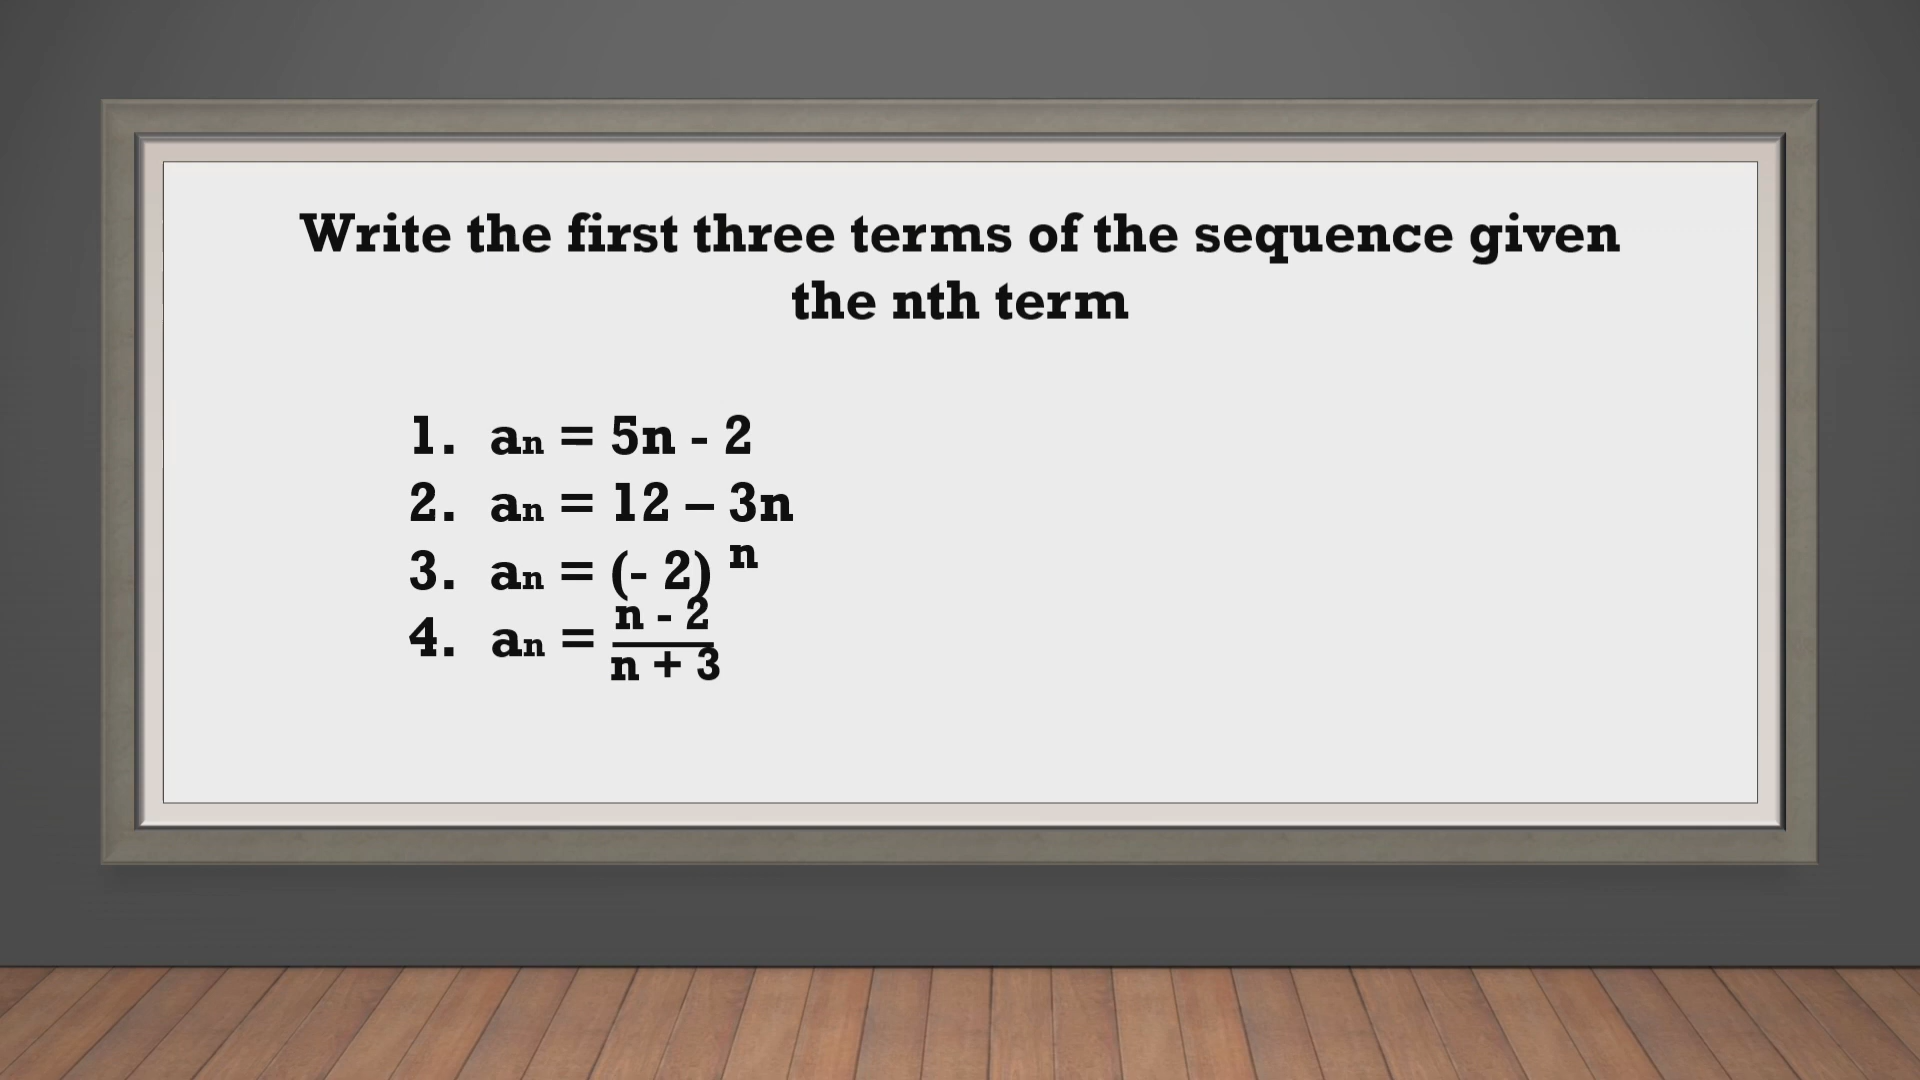 Write the first three terms of the sequence given
the nth term
1. aₙ = 5n - 2
2. aₙ = 12 – 3n
3. aₙ = (- 2) ⁿ
4. aₙ = n - 2
n + 3